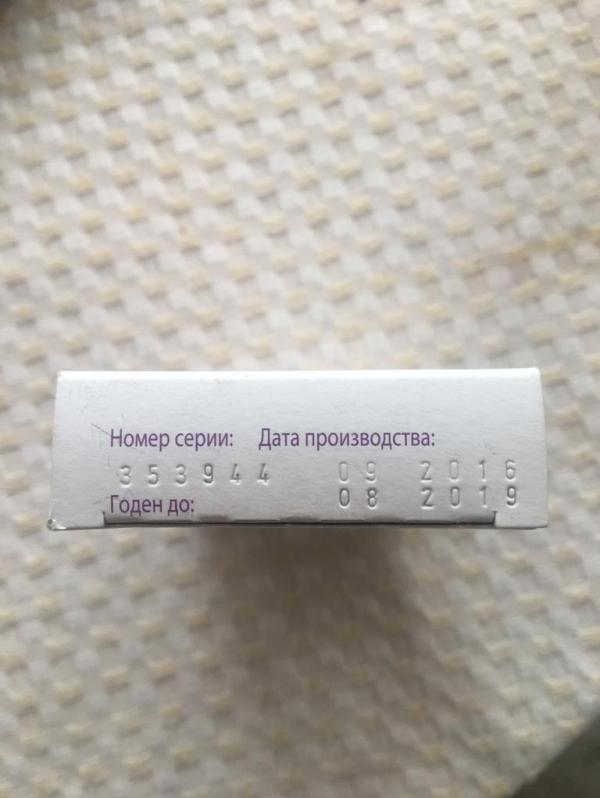 Номер серии: Дата производства:
353944 09 2016
Годен до: 08 2019